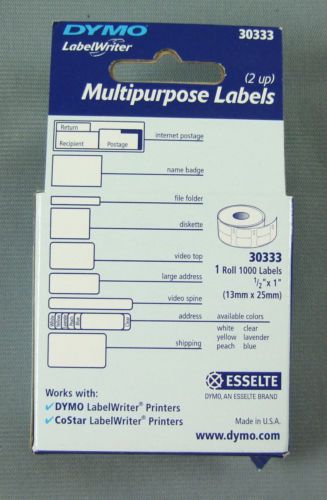 DYMO
LabelWriter
30333
(2 up)
Multipurpose Labels
Return
Recipient
Postage
internet postage
name badge
file folder
diskette
video top
large address
video spine
address
shipping
30333
1 Roll 1000 Labels
1/2" x 1"
(13mm x 25mm)
available colors
white clear
yellow lavender
peach blue
ESSELTE
DYMO, AN ESSELTE BRAND
Works with:
✓DYMO LabelWriter® Printers
✓CoStar LabelWriter® Printers
Made in U.S.A.
www.dymo.com